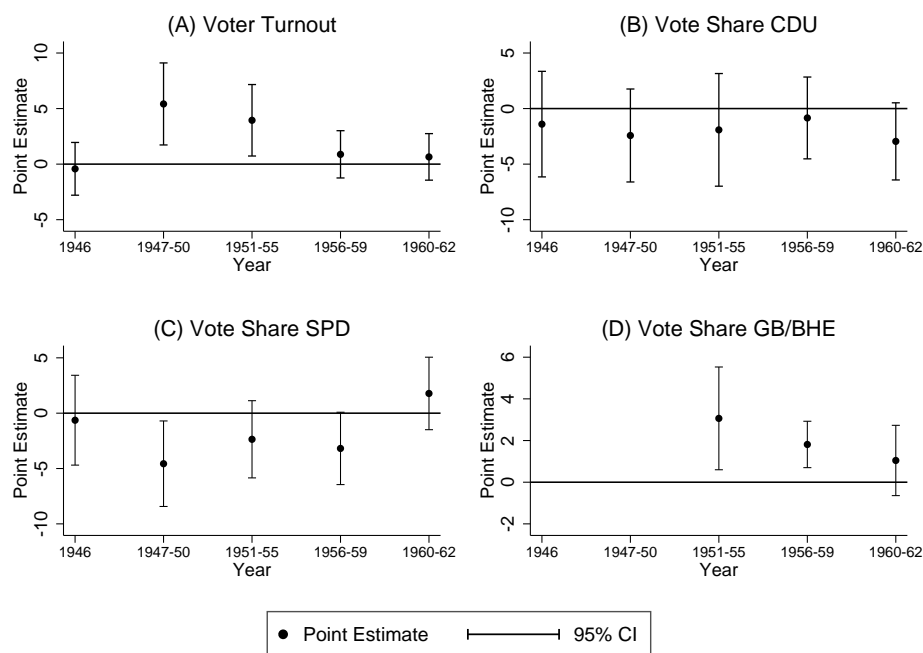 (A) Voter Turnout
Point Estimate
10
5
0
-5
1946
1947-50
1951-55
1956-59
1960-62
Year
(B) Vote Share CDU
Point Estimate
5
0
-5
-10
1946
1947-50
1951-55
1956-59
1960-62
Year
(C) Vote Share SPD
Point Estimate
5
0
-5
-10
1946
1947-50
1951-55
1956-59
1960-62
Year
(D) Vote Share GB/BHE
Point Estimate
6
4
2
0
-2
1946
1947-50
1951-55
1956-59
1960-62
Year
Point Estimate
95% CI